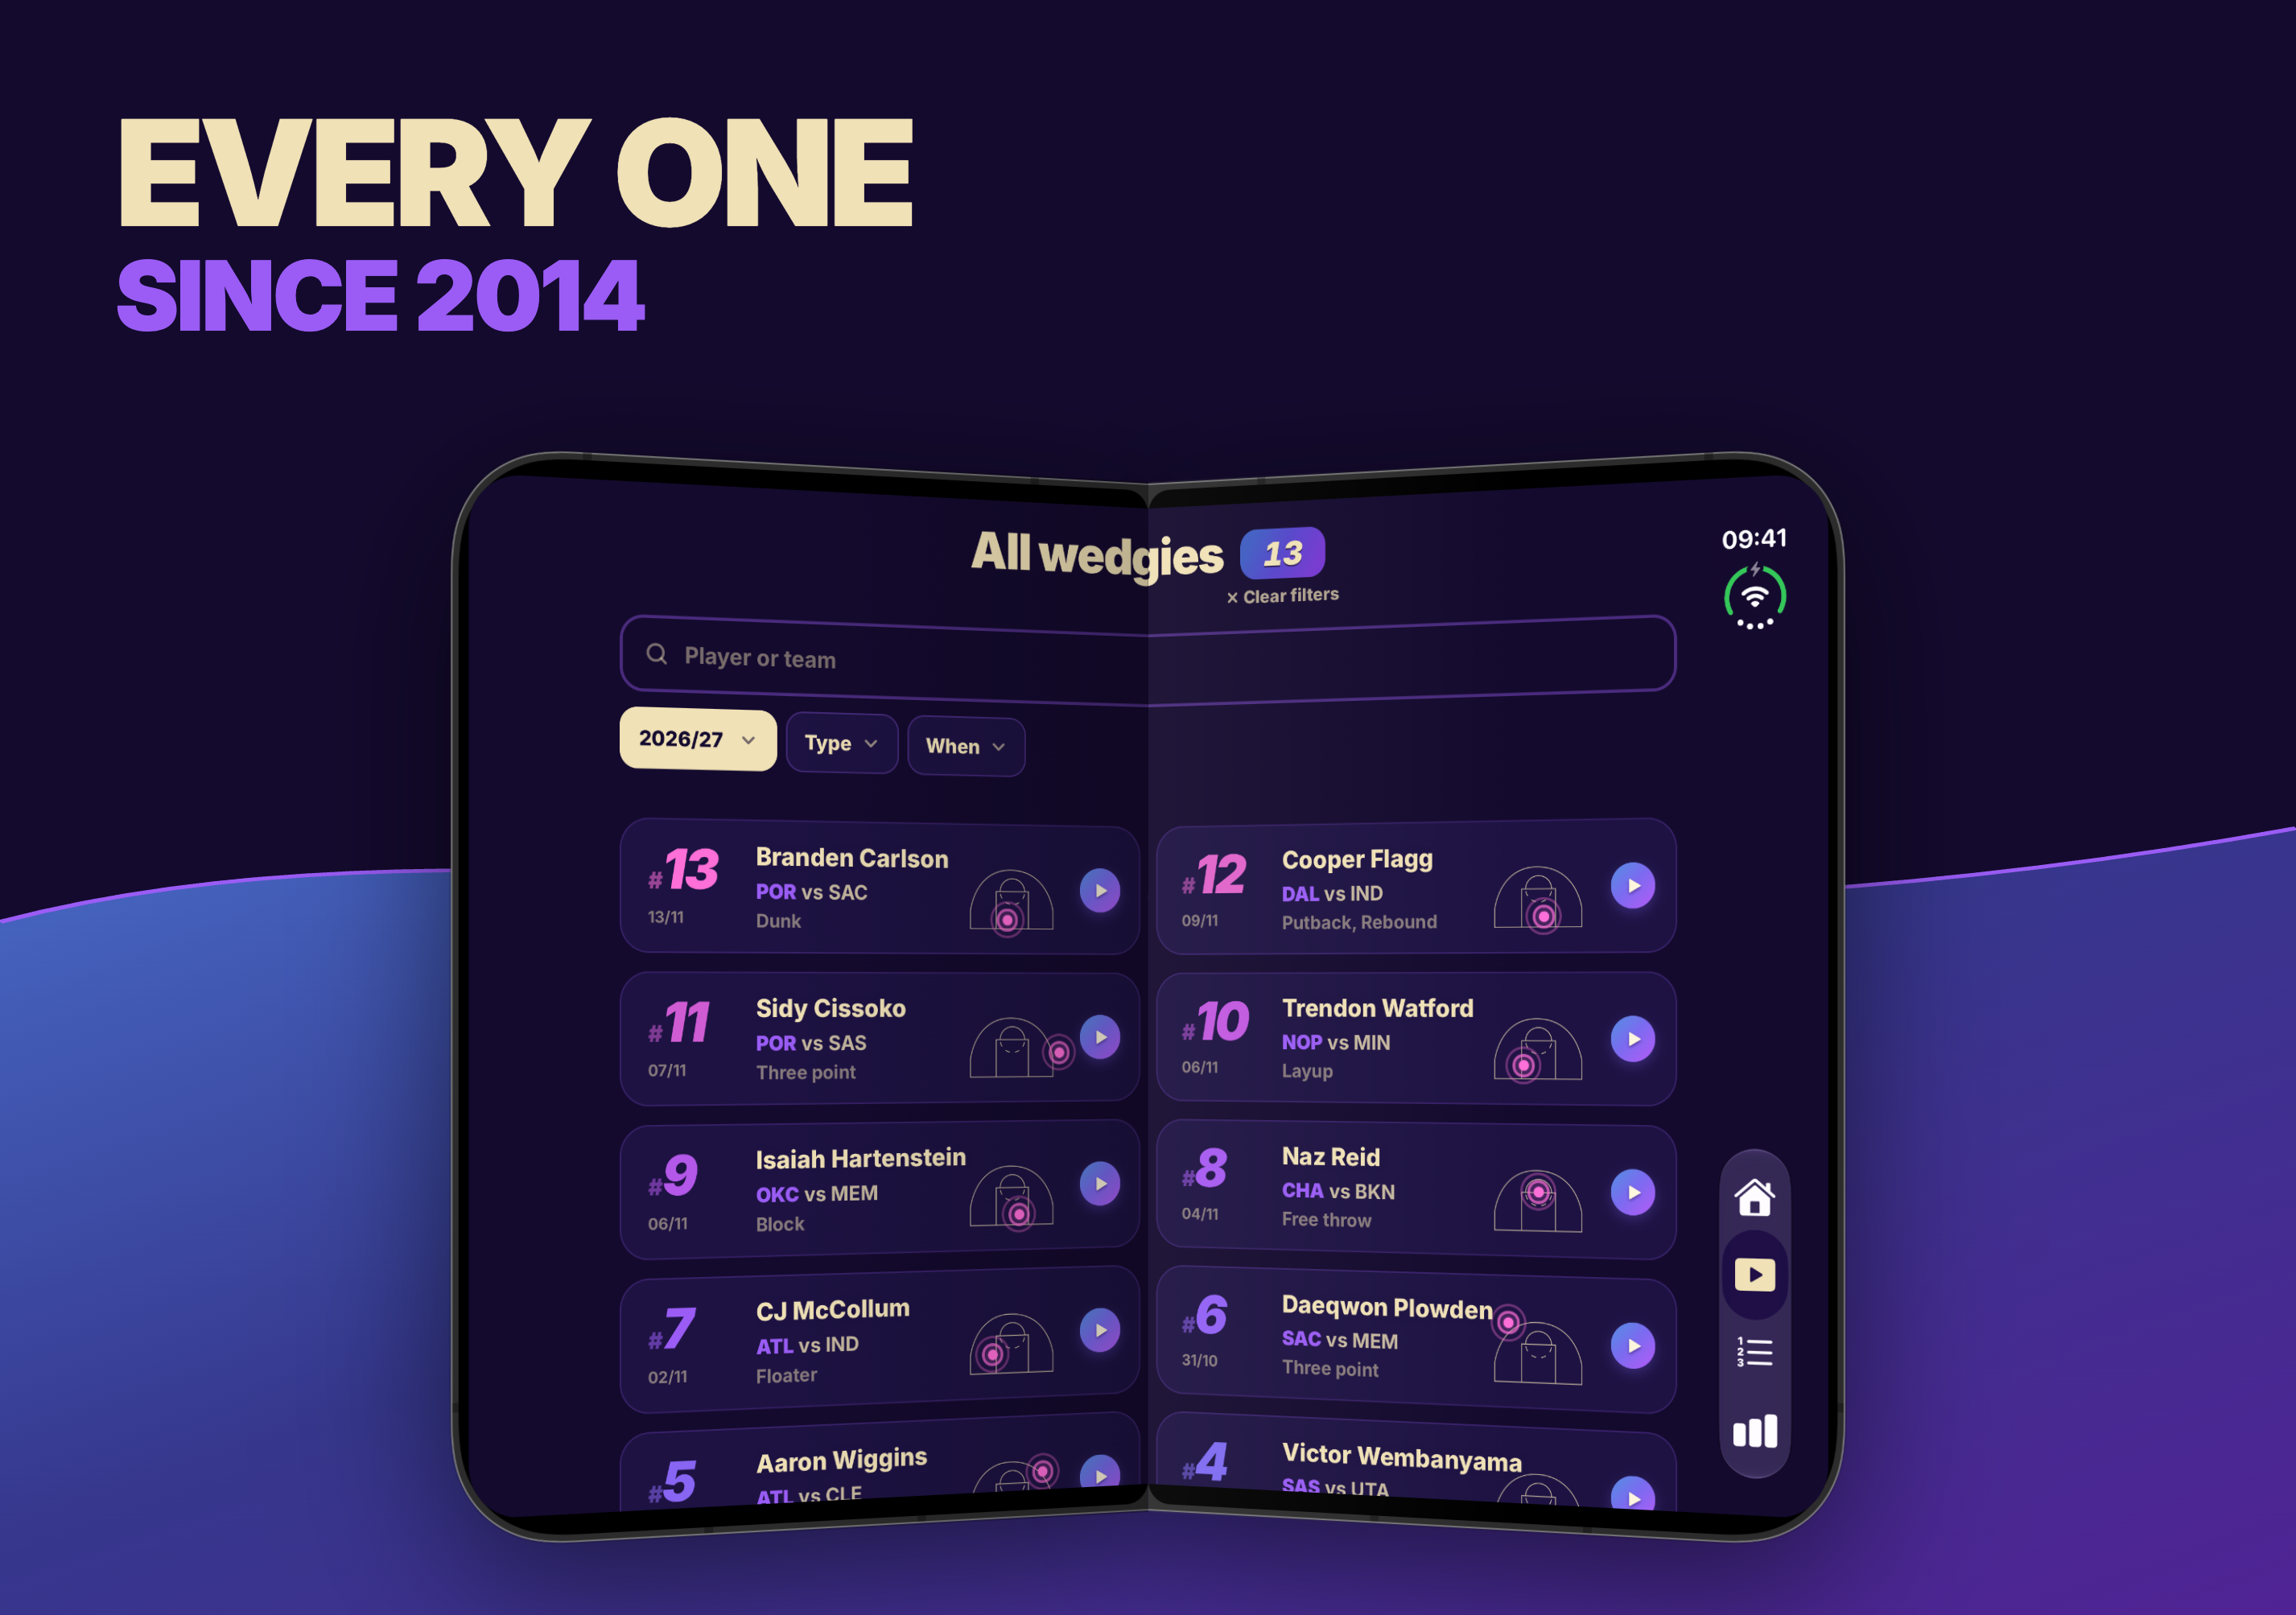 EVERY ONE
SINCE 2014
All wedgies 13
× Clear filters
09:41
Player or team
2026/27
Type
When
#13
Branden Carlson
POR vs SAC
13/11
Dunk
#12
Cooper Flagg
DAL vs IND
09/11
Putback, Rebound
#11
Sidy Cissoko
POR vs SAS
07/11
Three point
#10
Trendon Watford
NOP vs MIN
06/11
Layup
#9
Isaiah Hartenstein
OKC vs MEM
06/11
Block
#8
Naz Reid
CHA vs BKN
04/11
Free throw
#7
CJ McCollum
ATL vs IND
02/11
Floater
#6
Daeqwon Plowden
SAC vs MEM
31/10
Three point
#5
Aaron Wiggins
ATL vs CLE
#4
Victor Wembanyama
SAS vs UTA
1
2
3